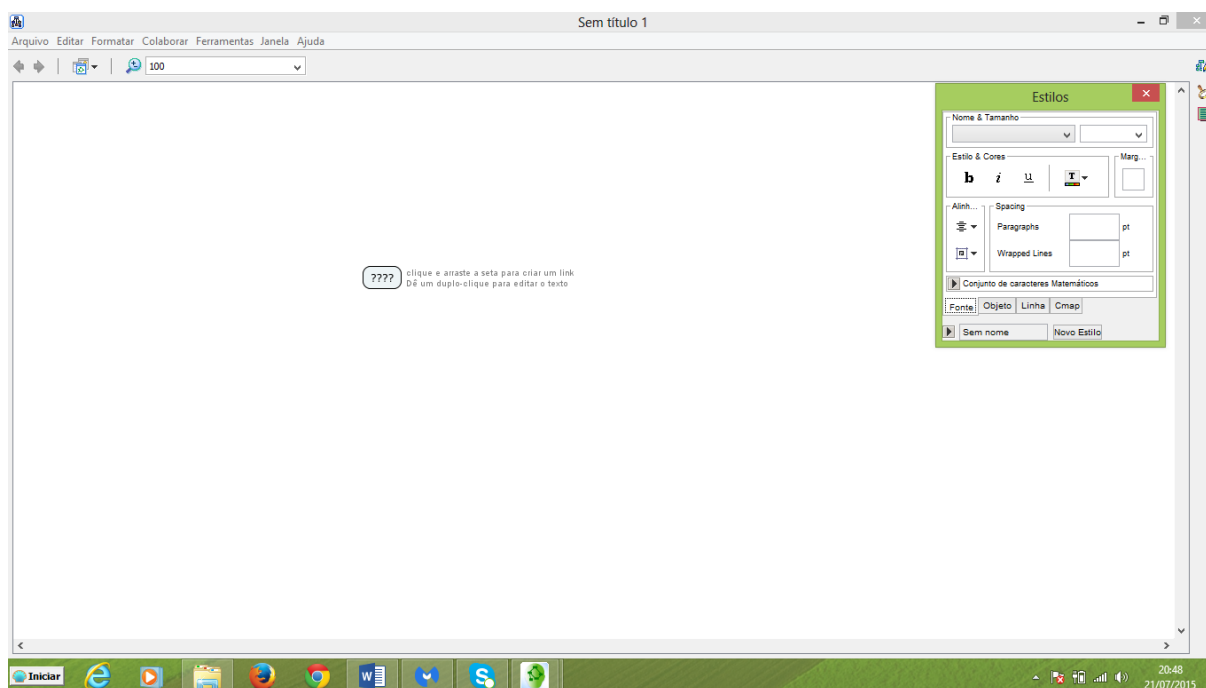 Sem título 1
Arquivo Editar Formatar Colaborar Ferramentas Janela Ajuda
100
Estilos
Nome & Tamanho
Estilo & Cores
Marg...
b i u T
Alinh...
Spacing
Paragraphs pt
Wrapped Lines pt
Conjunto de caracteres Matemáticos
Fonte Objeto Linha Cmap
Sem nome Novo Estilo
???? clique e arraste a seta para criar um link
Dê um duplo-clique para editar o texto
Iniciar
20:48
21/07/2015